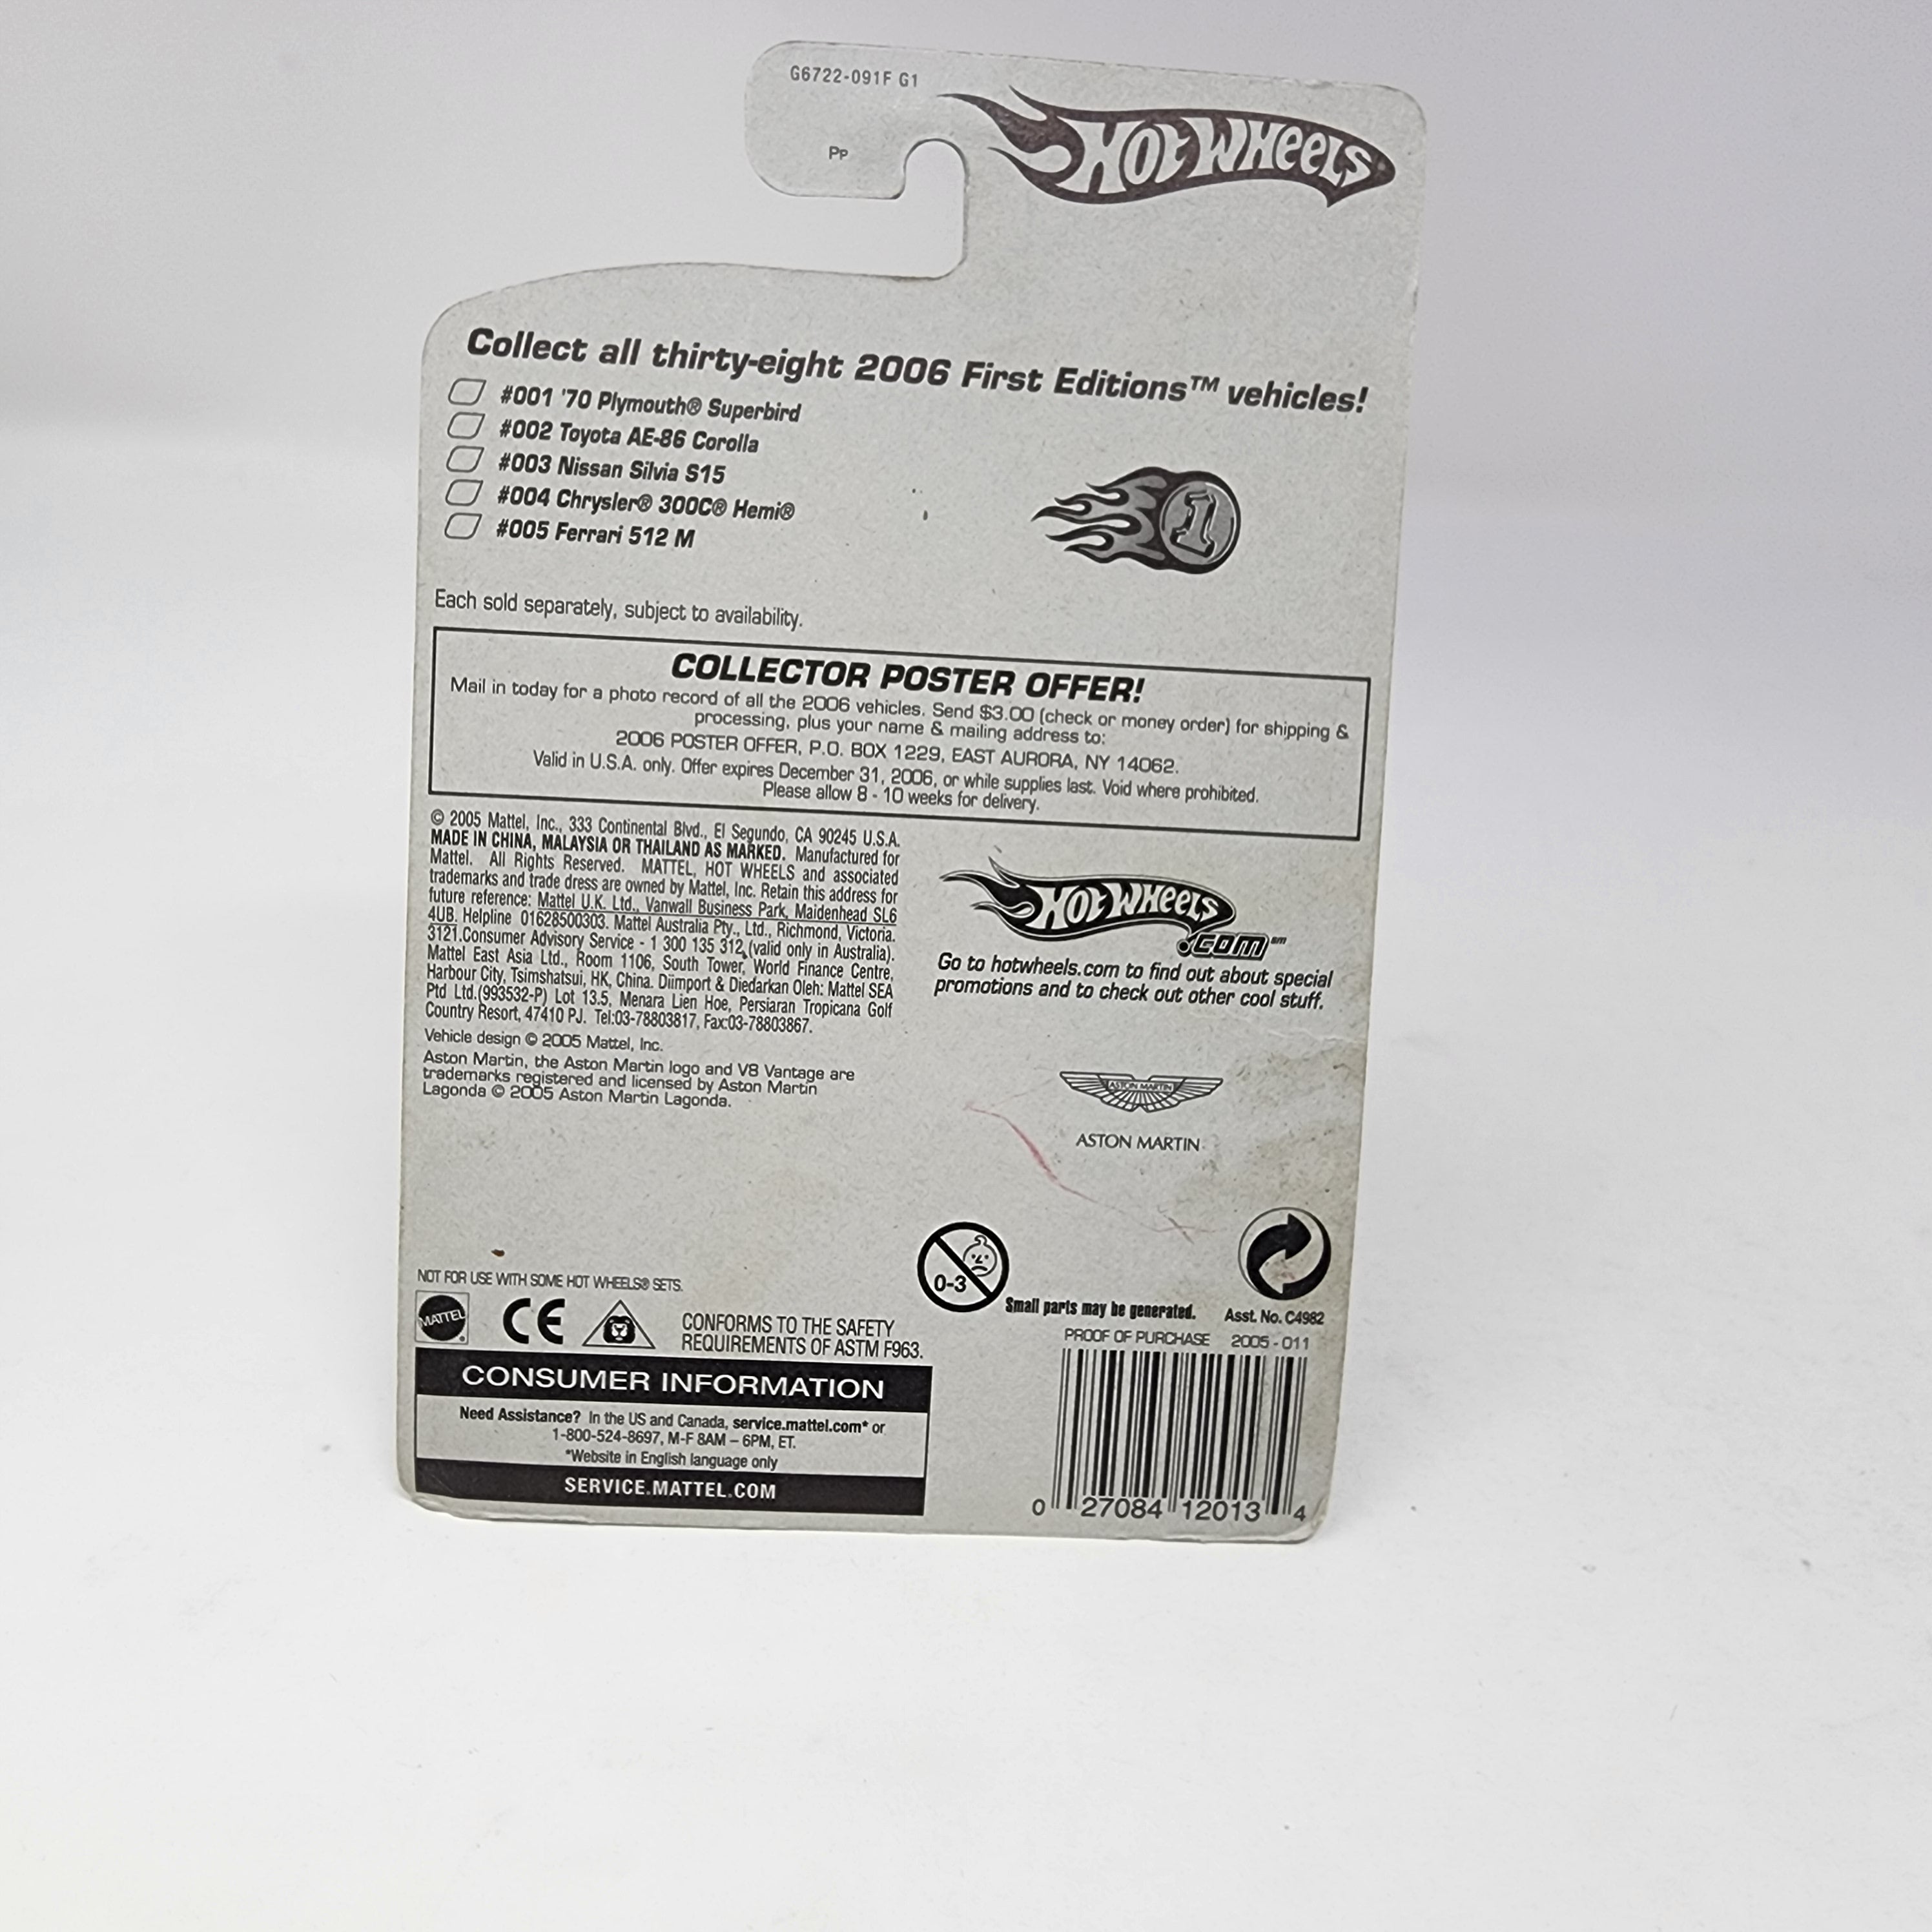 G6722-091F G1
Pp
HOT WHeeLS
Collect all thirty-eight 2006 First Editions™ vehicles!
#001 '70 Plymouth® Superbird
#002 Toyota AE-86 Corolla
#003 Nissan Silvia S15
#004 Chrysler® 300C® Hemi®
#005 Ferrari 512 M
1
Each sold separately, subject to availability.
COLLECTOR POSTER OFFER!
Mail in today for a photo record of all the 2006 vehicles. Send $3.00 (check or money order) for shipping &
processing, plus your name & mailing address to:
2006 POSTER OFFER, P.O. BOX 1229, EAST AURORA, NY 14062.
Valid in U.S.A. only. Offer expires December 31, 2006, or while supplies last. Void where prohibited.
Please allow 8 - 10 weeks for delivery.
© 2005 Mattel, Inc., 333 Continental Blvd., El Segundo, CA 90245 U.S.A.
MADE IN CHINA, MALAYSIA OR THAILAND AS MARKED. Manufactured for
Mattel. All Rights Reserved. MATTEL, HOT WHEELS and associated
trademarks and trade dress are owned by Mattel, Inc. Retain this address for
future reference: Mattel U.K. Ltd., Vanwall Business Park, Maidenhead SL6
4UB. Helpline 01628500303. Mattel Australia Pty., Ltd., Richmond, Victoria.
3121.Consumer Advisory Service - 1 300 135 312 (valid only in Australia).
Mattel East Asia Ltd., Room 1106, South Tower, World Finance Centre,
Harbour City, Tsimshatsui, HK, China. Diimport & Diedarkan Oleh: Mattel SEA
Ptd Ltd.(993532-P) Lot 13.5, Menara Lien Hoe, Persiaran Tropicana Golf
Country Resort, 47410 PJ. Tel:03-78803817, Fax:03-78803867.
Vehicle design © 2005 Mattel, Inc.
Aston Martin, the Aston Martin logo and V8 Vantage are
trademarks registered and licensed by Aston Martin
Lagonda © 2005 Aston Martin Lagonda.
HOT WHeeLS
.COM℠
Go to hotwheels.com to find out about special
promotions and to check out other cool stuff.
ASTON MARTIN
ASTON MARTIN
0-3
Small parts may be generated.
Asst. No. C4982
NOT FOR USE WITH SOME HOT WHEELS® SETS.
MATTEL ®
CE
CONFORMS TO THE SAFETY
REQUIREMENTS OF ASTM F963.
CONSUMER INFORMATION
Need Assistance? In the US and Canada, service.mattel.com* or
1-800-524-8697, M-F 8AM – 6PM, ET.
*Website in English language only
SERVICE.MATTEL.COM
PROOF OF PURCHASE 2005 - 011
0 27084 12013 4